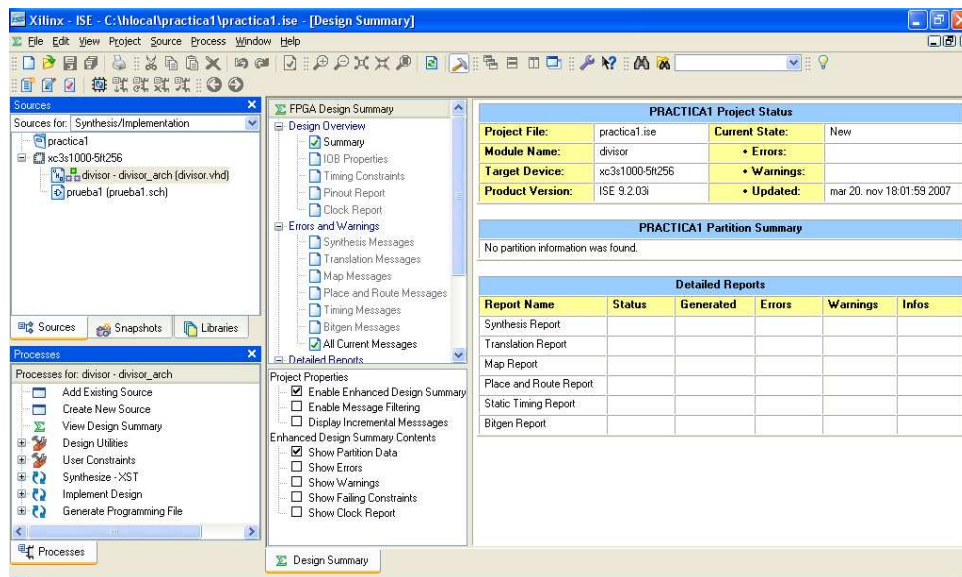 Xilinx - ISE - C:\hlocal\practica1\practica1.ise - [Design Summary]
File Edit View Project Source Process Window Help
Sources
Sources for: Synthesis/Implementation
practica1
xc3s1000-5ft256
divisor - divisor_arch (divisor.vhd)
prueba1 (prueba1.sch)
Sources Snapshots Libraries
Processes
Processes for: divisor - divisor_arch
Add Existing Source
Create New Source
View Design Summary
Design Utilities
User Constraints
Synthesize - XST
Implement Design
Generate Programming File
Processes
FPGA Design Summary
Design Overview
Summary
IOB Properties
Timing Constraints
Pinout Report
Clock Report
Errors and Warnings
Synthesis Messages
Translation Messages
Map Messages
Place and Route Messages
Timing Messages
Bitgen Messages
All Current Messages
Detailed Reports
Project Properties
Enable Enhanced Design Summary
Enable Message Filtering
Display Incremental Messsages
Enhanced Design Summary Contents
Show Partition Data
Show Errors
Show Warnings
Show Failing Constraints
Show Clock Report
Design Summary
PRACTICA1 Project Status
Project File: practica1.ise Current State: New
Module Name: divisor • Errors:
Target Device: xc3s1000-5ft256 • Warnings:
Product Version: ISE 9.2.03i • Updated: mar 20. nov 18:01:59 2007
PRACTICA1 Partition Summary
No partition information was found.
Detailed Reports
Report Name Status Generated Errors Warnings Infos
Synthesis Report
Translation Report
Map Report
Place and Route Report
Static Timing Report
Bitgen Report